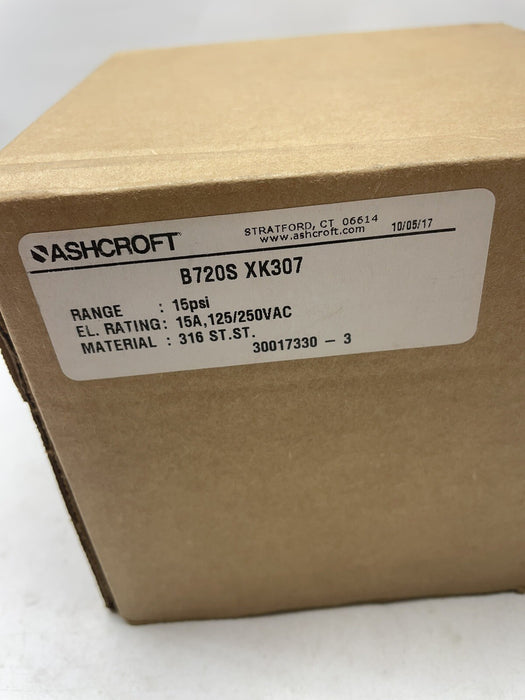 ASHCROFT
STRATFORD, CT 06614
www.ashcroft.com
10/05/17
B720S XK307
RANGE : 15psi
EL. RATING: 15A,125/250VAC
MATERIAL : 316 ST.ST.
30017330 - 3